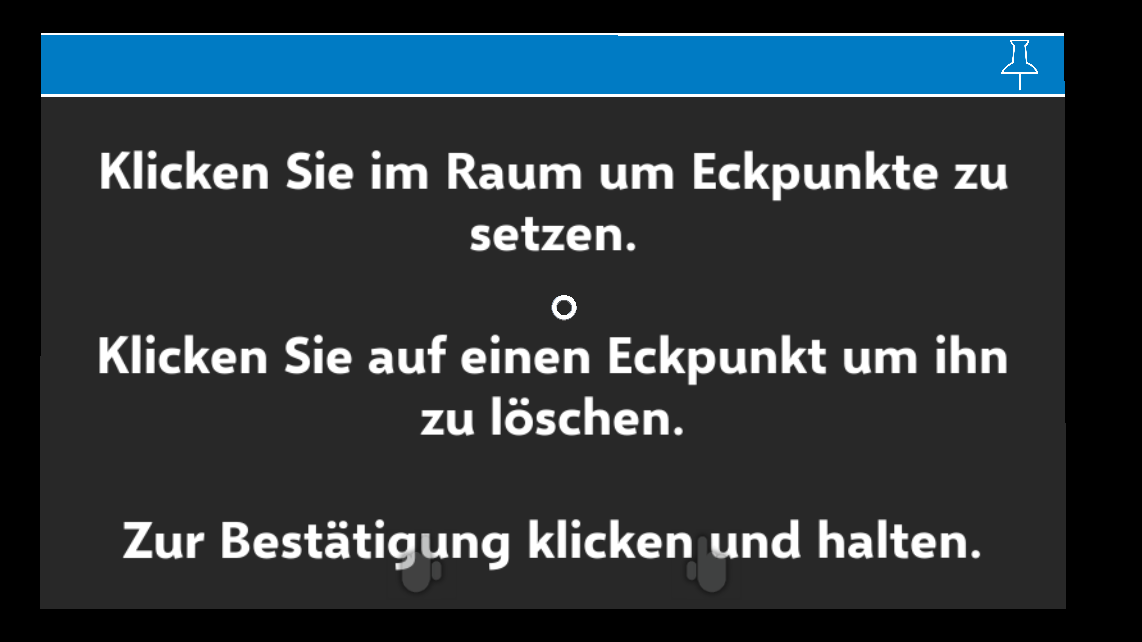 Klicken Sie im Raum um Eckpunkte zu
setzen.
Klicken Sie auf einen Eckpunkt um ihn
zu löschen.
Zur Bestätigung klicken und halten.